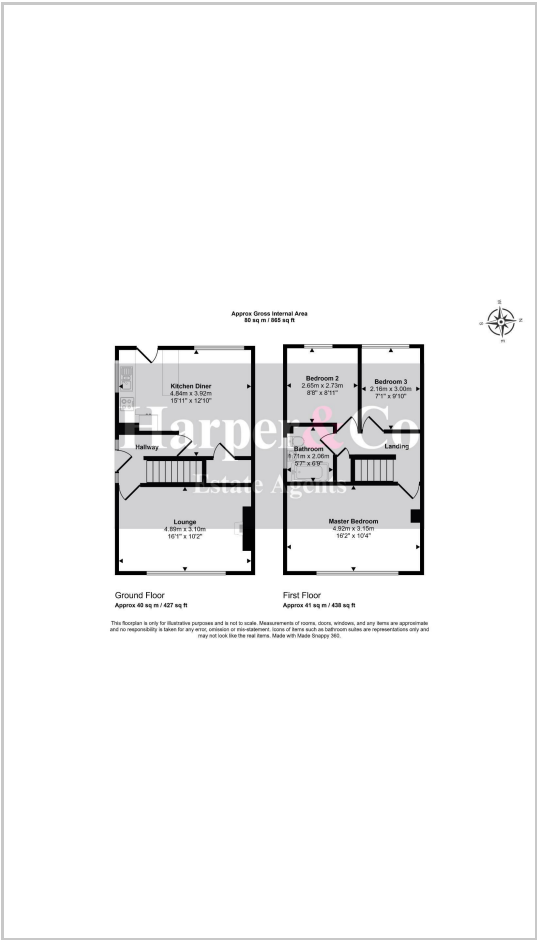 Approx Gross Internal Area
80 sq m / 865 sq ft
Kitchen Diner
4.84m x 3.92m
15'11" x 12'10"
Hallway
Lounge
4.89m x 3.10m
16'1" x 10'2"
Bedroom 2
2.65m x 2.73m
8'8" x 8'11"
Bedroom 3
2.16m x 3.00m
7'1" x 9'10"
Bathroom
1.71m x 2.06m
5'7" x 6'9"
Landing
Master Bedroom
4.92m x 3.15m
16'2" x 10'4"
Harper&Co
Estate Agents
Ground Floor
Approx 40 sq m / 427 sq ft
First Floor
Approx 41 sq m / 438 sq ft
This floorplan is only for illustrative purposes and is not to scale. Measurements of rooms, doors, windows, and any items are approximate
and no responsibility is taken for any error, omission or mis-statement. Icons of items such as bathroom suites are representations only and
may not look like the real items. Made with Made Snappy 360.